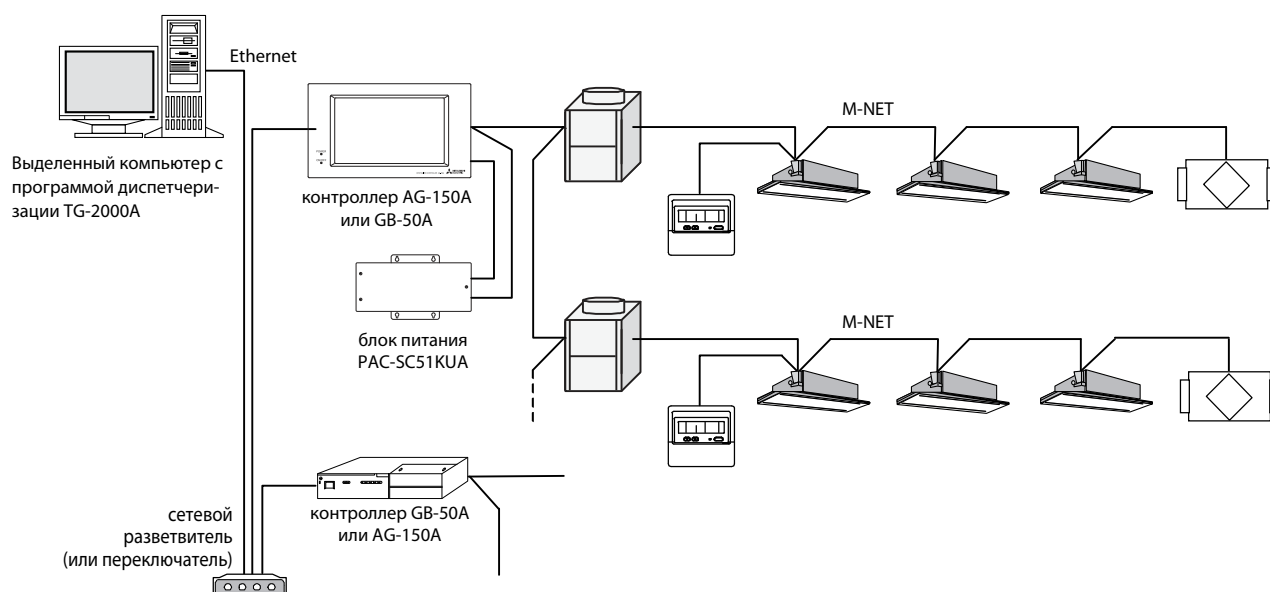 Ethernet
Выделенный компьютер с
программой диспетчери-
зации TG-2000A
контроллер AG-150A
или GB-50A
блок питания
PAC-SC51KUA
M-NET
M-NET
контроллер GB-50A
или AG-150A
сетевой
разветвитель
(или переключатель)